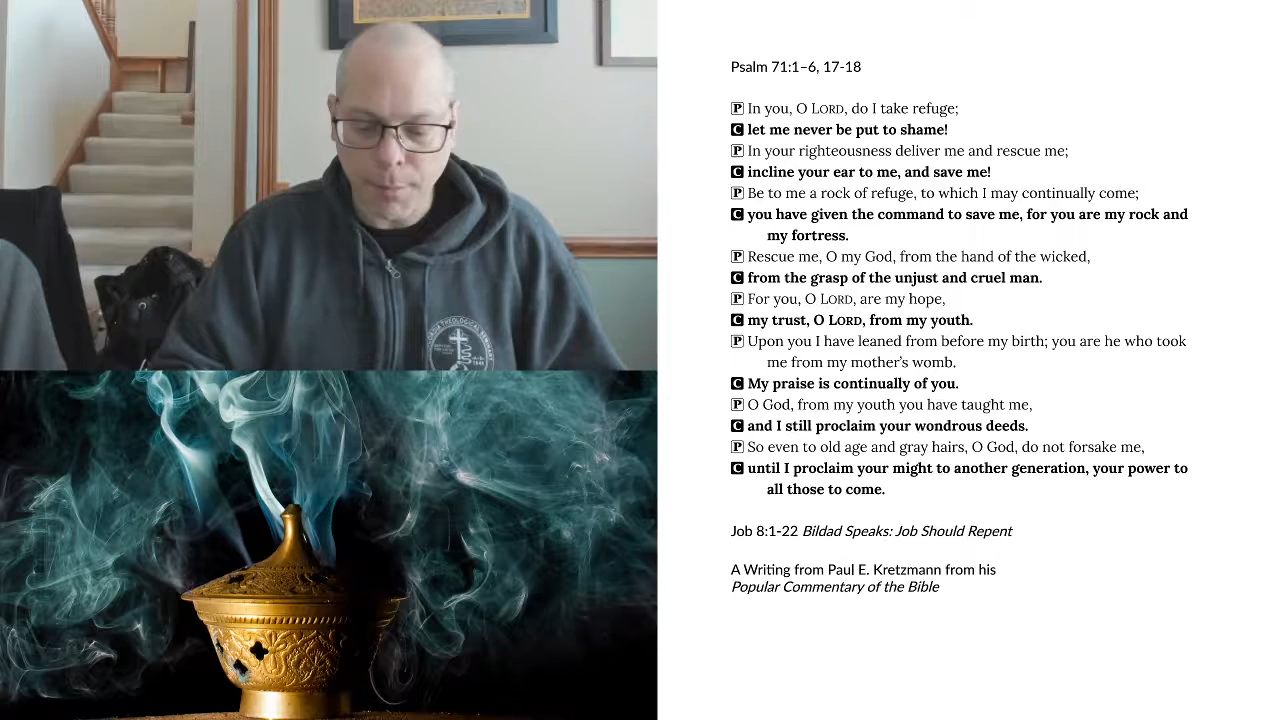 Psalm 71:1–6, 17-18
P In you, O LORD, do I take refuge;
C let me never be put to shame!
P In your righteousness deliver me and rescue me;
C incline your ear to me, and save me!
P Be to me a rock of refuge, to which I may continually come;
C you have given the command to save me, for you are my rock and
my fortress.
P Rescue me, O my God, from the hand of the wicked,
C from the grasp of the unjust and cruel man.
P For you, O LORD, are my hope,
C my trust, O LORD, from my youth.
P Upon you I have leaned from before my birth; you are he who took
me from my mother’s womb.
C My praise is continually of you.
P O God, from my youth you have taught me,
C and I still proclaim your wondrous deeds.
P So even to old age and gray hairs, O God, do not forsake me,
C until I proclaim your might to another generation, your power to
all those to come.
Job 8:1-22 Bildad Speaks: Job Should Repent
A Writing from Paul E. Kretzmann from his
Popular Commentary of the Bible
THEOLOGICAL